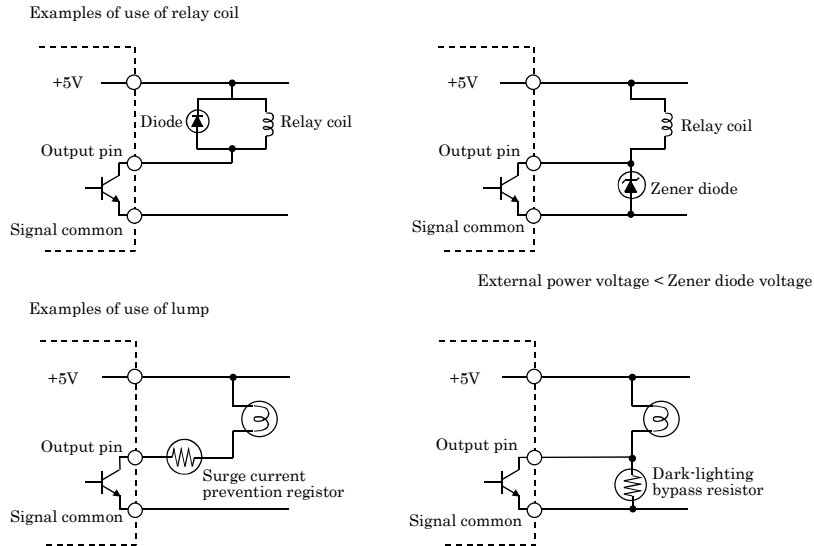 Examples of use of relay coil
+5V
Diode
Relay coil
Output pin
Signal common
+5V
Relay coil
Output pin
Zener diode
Signal common
External power voltage < Zener diode voltage
Examples of use of lump
+5V
Output pin
Surge current
prevention registor
Signal common
+5V
Output pin
Dark-lighting
bypass resistor
Signal common